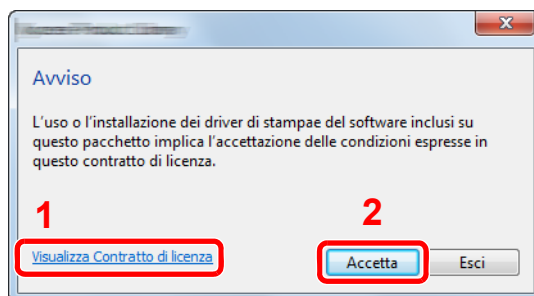 Avviso
L'uso o l'installazione dei driver di stampae del software inclusi su
questo pacchetto implica l'accettazione delle condizioni espresse in
questo contratto di licenza.
1
2
Visualizza Contratto di licenza
Accetta
Esci